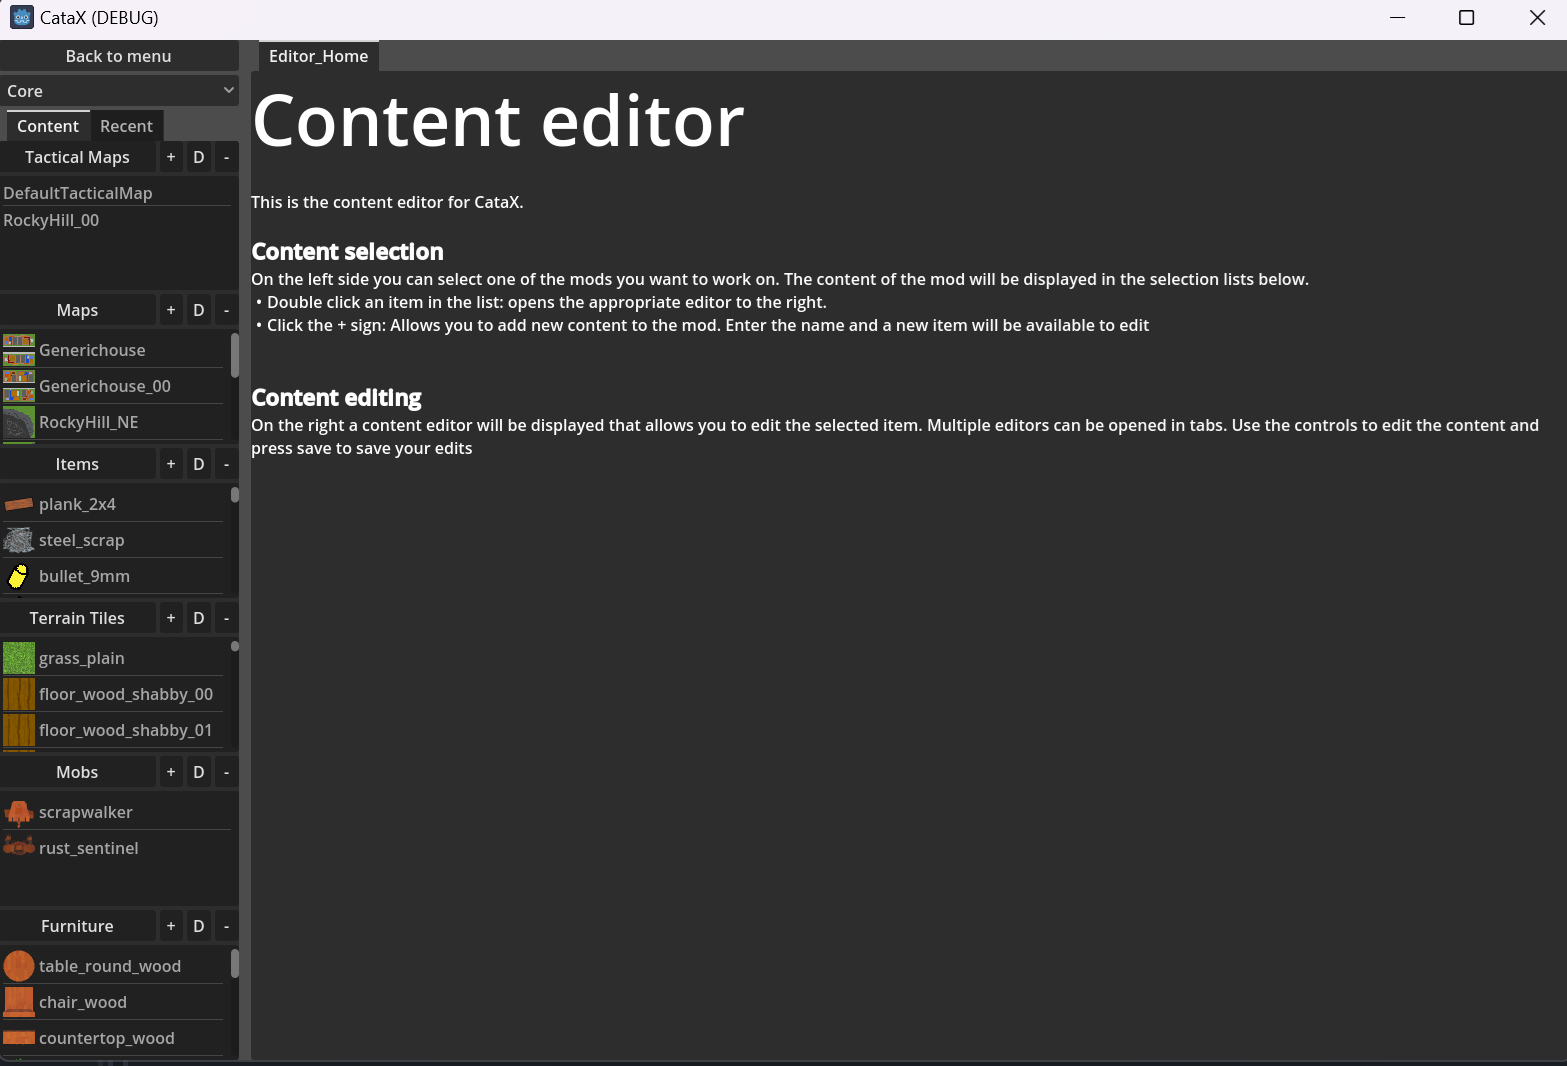 CataX (DEBUG)
Back to menu
Editor_Home
Core
Content Recent
Tactical Maps + D -
DefaultTacticalMap
RockyHill_00
Maps + D -
Generichouse
Generichouse_00
RockyHill_NE
Items + D -
plank_2x4
steel_scrap
bullet_9mm
Terrain Tiles + D -
grass_plain
floor_wood_shabby_00
floor_wood_shabby_01
Mobs + D -
scrapwalker
rust_sentinel
Furniture + D -
table_round_wood
chair_wood
countertop_wood
Content editor
This is the content editor for CataX.
Content selection
On the left side you can select one of the mods you want to work on. The content of the mod will be displayed in the selection lists below.
• Double click an item in the list: opens the appropriate editor to the right.
• Click the + sign: Allows you to add new content to the mod. Enter the name and a new item will be available to edit
Content editing
On the right a content editor will be displayed that allows you to edit the selected item. Multiple editors can be opened in tabs. Use the controls to edit the content and
press save to save your edits